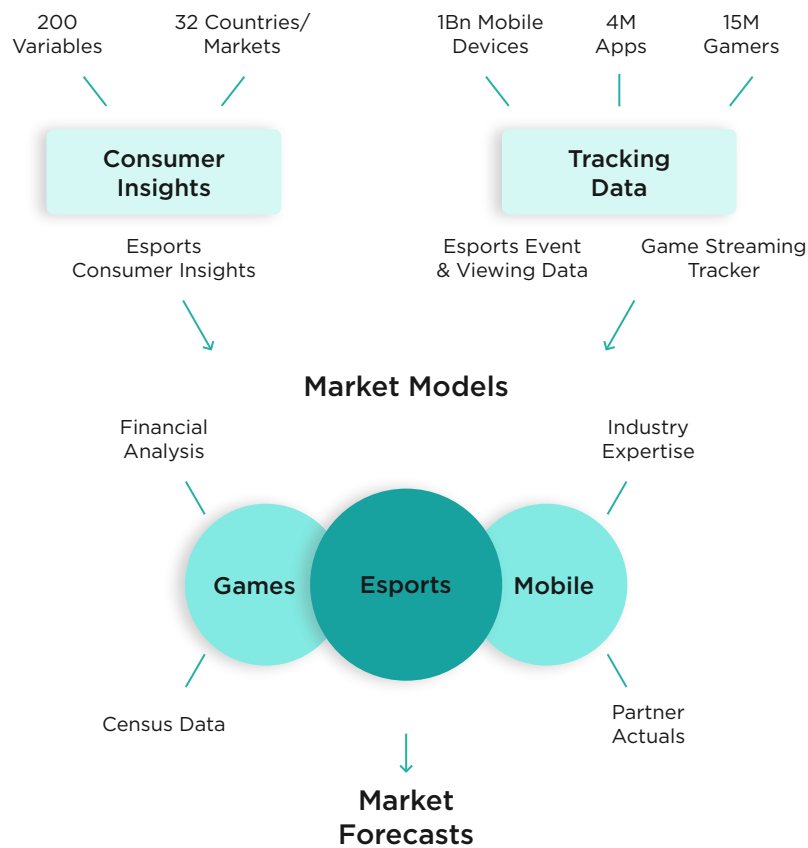 200
Variables
32 Countries/
Markets
1Bn Mobile
Devices
4M
Apps
15M
Gamers
Consumer
Insights
Tracking
Data
Esports
Consumer Insights
Esports Event
& Viewing Data
Game Streaming
Tracker
Market Models
Financial
Analysis
Industry
Expertise
Games
Esports
Mobile
Census Data
Partner
Actuals
Market
Forecasts